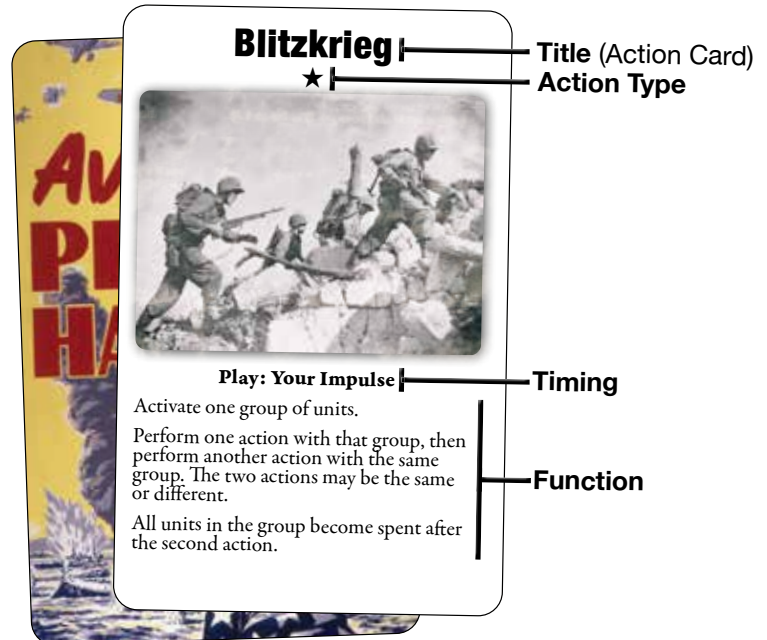 Blitzkrieg
Title (Action Card)
★
Action Type
Play: Your Impulse
Timing
Activate one group of units.
Perform one action with that group, then
perform another action with the same
group. The two actions may be the same
or different.
All units in the group become spent after
the second action.
Function